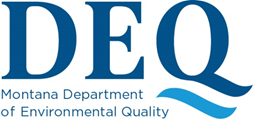 DEQ
Montana Department
of Environmental Quality